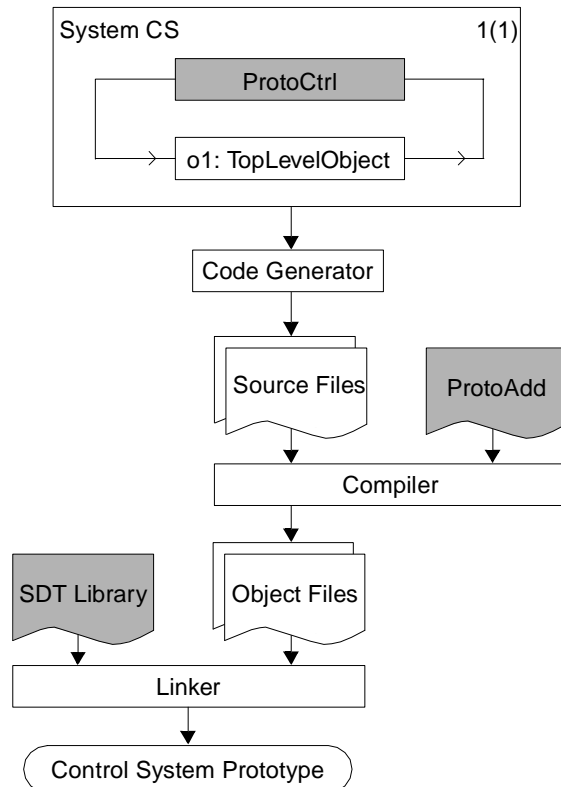 System CS 1(1)
ProtoCtrl
o1: TopLevelObject
Code Generator
Source Files
ProtoAdd
Compiler
SDT Library
Object Files
Linker
Control System Prototype